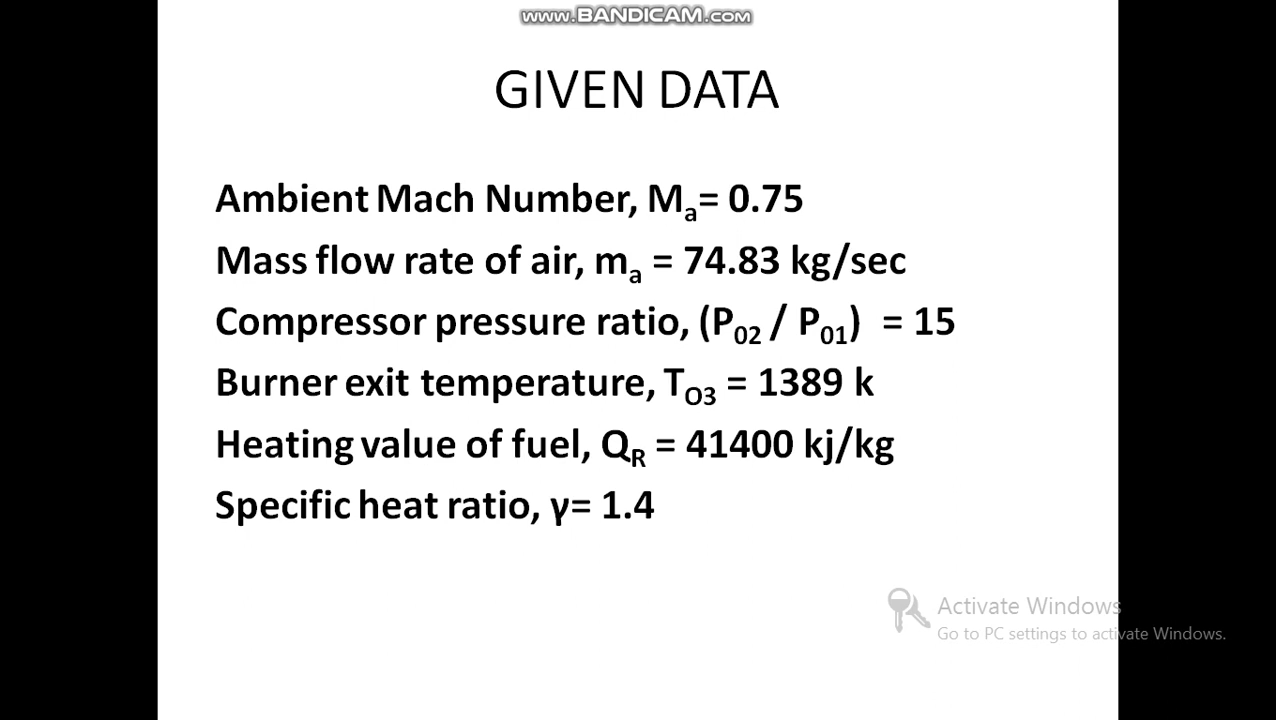 www.BANDICAM.com
GIVEN DATA
Ambient Mach Number, Mₐ= 0.75
Mass flow rate of air, mₐ = 74.83 kg/sec
Compressor pressure ratio, (P₀₂ / P₀₁) = 15
Burner exit temperature, T_O3 = 1389 k
Heating value of fuel, Q_R = 41400 kj/kg
Specific heat ratio, γ= 1.4
Activate Windows
Go to PC settings to activate Windows.